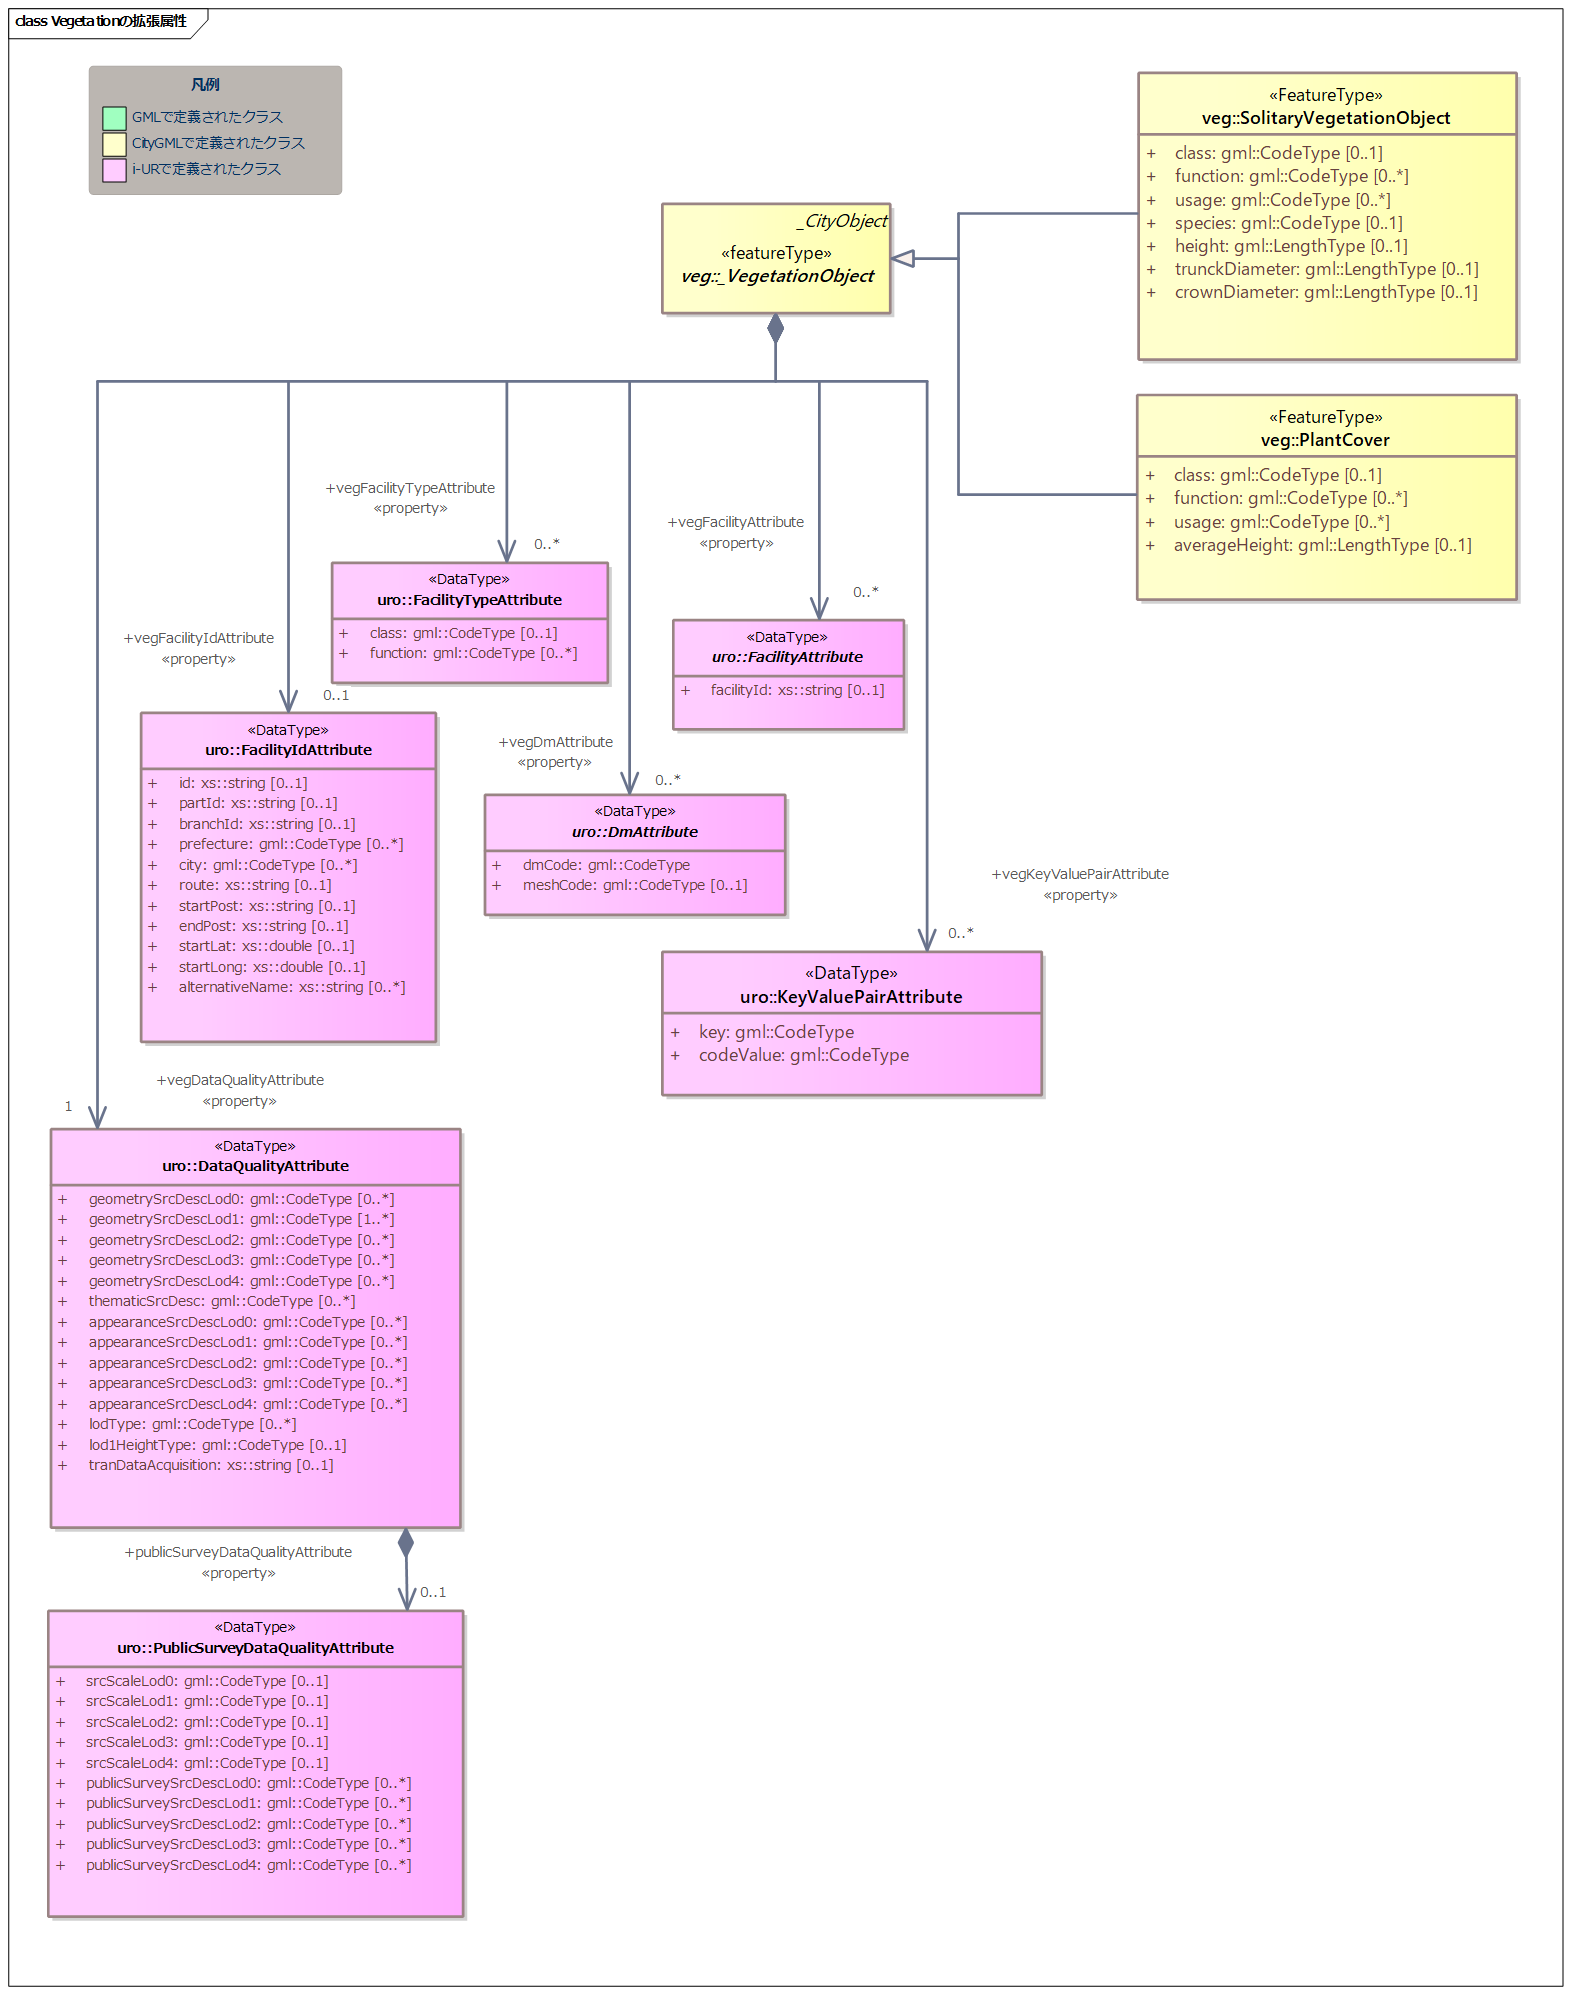 class Vegetationの拡張属性
凡例
GMLで定義されたクラス
CityGMLで定義されたクラス
i-URで定義されたクラス
«FeatureType»
veg::SolitaryVegetationObject
+ class: gml::CodeType [0..1]
+ function: gml::CodeType [0..*]
+ usage: gml::CodeType [0..*]
+ species: gml::CodeType [0..1]
+ height: gml::LengthType [0..1]
+ trunckDiameter: gml::LengthType [0..1]
+ crownDiameter: gml::LengthType [0..1]
_CityObject
«featureType»
veg::_VegetationObject
«FeatureType»
veg::PlantCover
+ class: gml::CodeType [0..1]
+ function: gml::CodeType [0..*]
+ usage: gml::CodeType [0..*]
+ averageHeight: gml::LengthType [0..1]
+vegFacilityTypeAttribute
«property»
0..*
«DataType»
uro::FacilityTypeAttribute
+ class: gml::CodeType [0..1]
+ function: gml::CodeType [0..*]
+vegFacilityAttribute
«property»
0..*
«DataType»
uro::FacilityAttribute
+ facilityId: xs::string [0..1]
+vegFacilityIdAttribute
«property»
0..1
«DataType»
uro::FacilityIdAttribute
+ id: xs::string [0..1]
+ partId: xs::string [0..1]
+ branchId: xs::string [0..1]
+ prefecture: gml::CodeType [0..*]
+ city: gml::CodeType [0..*]
+ route: xs::string [0..1]
+ startPost: xs::string [0..1]
+ endPost: xs::string [0..1]
+ startLat: xs::double [0..1]
+ startLong: xs::double [0..1]
+ alternativeName: xs::string [0..*]
+vegDmAttribute
«property»
0..*
«DataType»
uro::DmAttribute
+ dmCode: gml::CodeType
+ meshCode: gml::CodeType [0..1]
+vegKeyValuePairAttribute
«property»
0..*
«DataType»
uro::KeyValuePairAttribute
+ key: gml::CodeType
+ codeValue: gml::CodeType
+vegDataQualityAttribute
«property»
1
«DataType»
uro::DataQualityAttribute
+ geometrySrcDescLod0: gml::CodeType [0..*]
+ geometrySrcDescLod1: gml::CodeType [1..*]
+ geometrySrcDescLod2: gml::CodeType [0..*]
+ geometrySrcDescLod3: gml::CodeType [0..*]
+ geometrySrcDescLod4: gml::CodeType [0..*]
+ thematicSrcDesc: gml::CodeType [0..*]
+ appearanceSrcDescLod0: gml::CodeType [0..*]
+ appearanceSrcDescLod1: gml::CodeType [0..*]
+ appearanceSrcDescLod2: gml::CodeType [0..*]
+ appearanceSrcDescLod3: gml::CodeType [0..*]
+ appearanceSrcDescLod4: gml::CodeType [0..*]
+ lodType: gml::CodeType [0..*]
+ lod1HeightType: gml::CodeType [0..1]
+ tranDataAcquisition: xs::string [0..1]
+publicSurveyDataQualityAttribute
«property»
0..1
«DataType»
uro::PublicSurveyDataQualityAttribute
+ srcScaleLod0: gml::CodeType [0..1]
+ srcScaleLod1: gml::CodeType [0..1]
+ srcScaleLod2: gml::CodeType [0..1]
+ srcScaleLod3: gml::CodeType [0..1]
+ srcScaleLod4: gml::CodeType [0..1]
+ publicSurveySrcDescLod0: gml::CodeType [0..*]
+ publicSurveySrcDescLod1: gml::CodeType [0..*]
+ publicSurveySrcDescLod2: gml::CodeType [0..*]
+ publicSurveySrcDescLod3: gml::CodeType [0..*]
+ publicSurveySrcDescLod4: gml::CodeType [0..*]